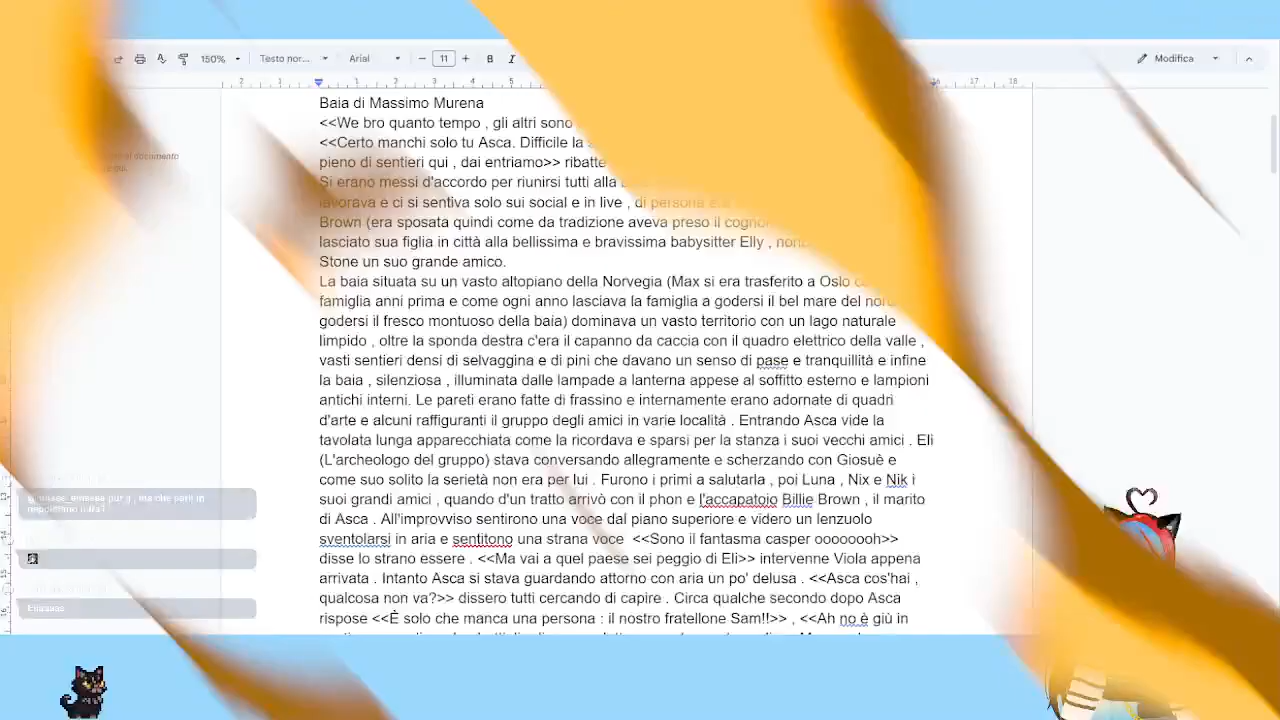 150%
Testo nor...
Arial
11
B
I
Modifica
2
1
1
2
3
4
5
17
18
Baia di Massimo Murena
<<We bro quanto tempo , gli altri sono
<<Certo manchi solo tu Asca. Difficile la
pieno di sentieri qui , dai entriamo>> ribatte
Si erano messi d'accordo per riunirsi tutti alla
lavorava e ci si sentiva solo sui social e in live , di persona
Brown (era sposata quindi come da tradizione aveva preso il
lasciato sua figlia in città alla bellissima e bravissima babysitter Elly ,
Stone un suo grande amico.
La baia situata su un vasto altopiano della Norvegia (Max si era trasferito a Oslo
famiglia anni prima e come ogni anno lasciava la famiglia a godersi il bel mare del
godersi il fresco montuoso della baia) dominava un vasto territorio con un lago naturale
limpido , oltre la sponda destra c'era il capanno da caccia con il quadro elettrico della valle ,
vasti sentieri densi di selvaggina e di pini che davano un senso di pase e tranquillità e infine
la baia , silenziosa , illuminata dalle lampade a lanterna appese al soffitto esterno e lampioni
antichi interni. Le pareti erano fatte di frassino e internamente erano adornate di quadri
d'arte e alcuni raffiguranti il gruppo degli amici in varie località . Entrando Asca vide la
tavolata lunga apparecchiata come la ricordava e sparsi per la stanza i suoi vecchi amici . Eli
(L'archeologo del gruppo) stava conversando allegramente e scherzando con Giosuè e
come suo solito la serietà non era per lui . Furono i primi a salutarla , poi Luna , Nix e Nik i
suoi grandi amici , quando d'un tratto arrivò con il phon e l'accapatoio Billie Brown , il marito
di Asca . All'improvviso sentirono una voce dal piano superiore e videro un lenzuolo
sventolarsi in aria e sentitono una strana voce <<Sono il fantasma casper oooooooh>>
disse lo strano essere . <<Ma vai a quel paese sei peggio di Eli>> intervenne Viola appena
arrivata . Intanto Asca si stava guardando attorno con aria un po' delusa . <<Asca cos'hai ,
qualcosa non va?>> dissero tutti cercando di capire . Circa qualche secondo dopo Asca
rispose <<È solo che manca una persona : il nostro fratellone Sam!!>> , <<Ah no è giù in